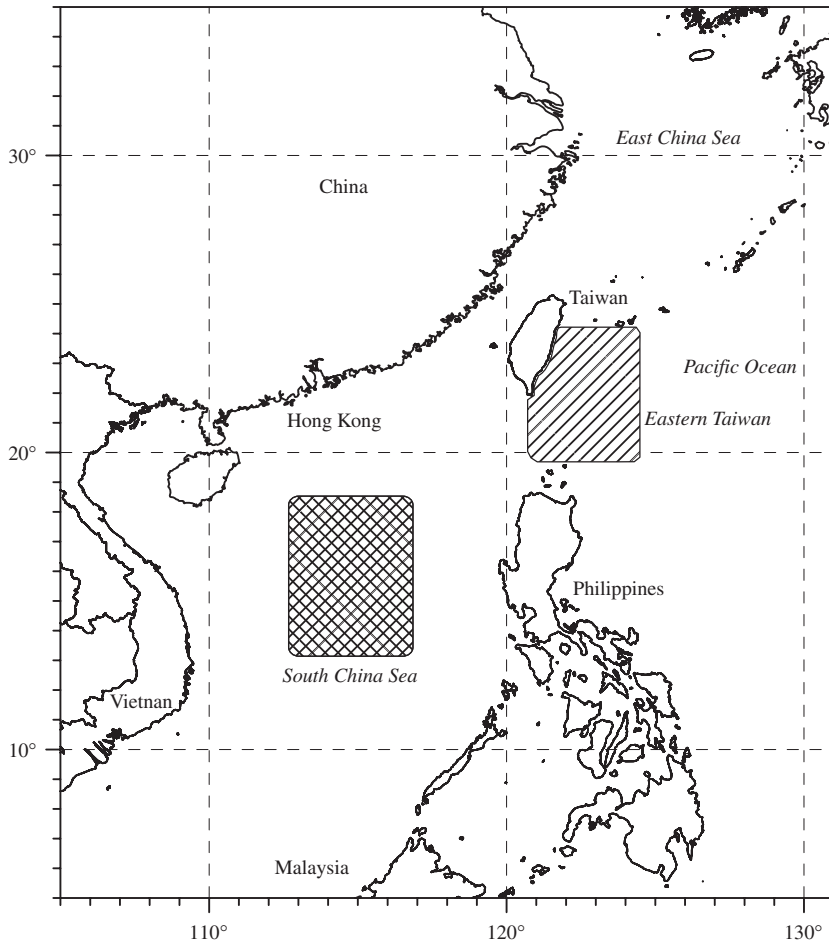 East China Sea
30°
China
Taiwan
Pacific Ocean
Hong Kong
Eastern Taiwan
20°
Philippines
South China Sea
Vietnan
10°
Malaysia
110°
120°
130°